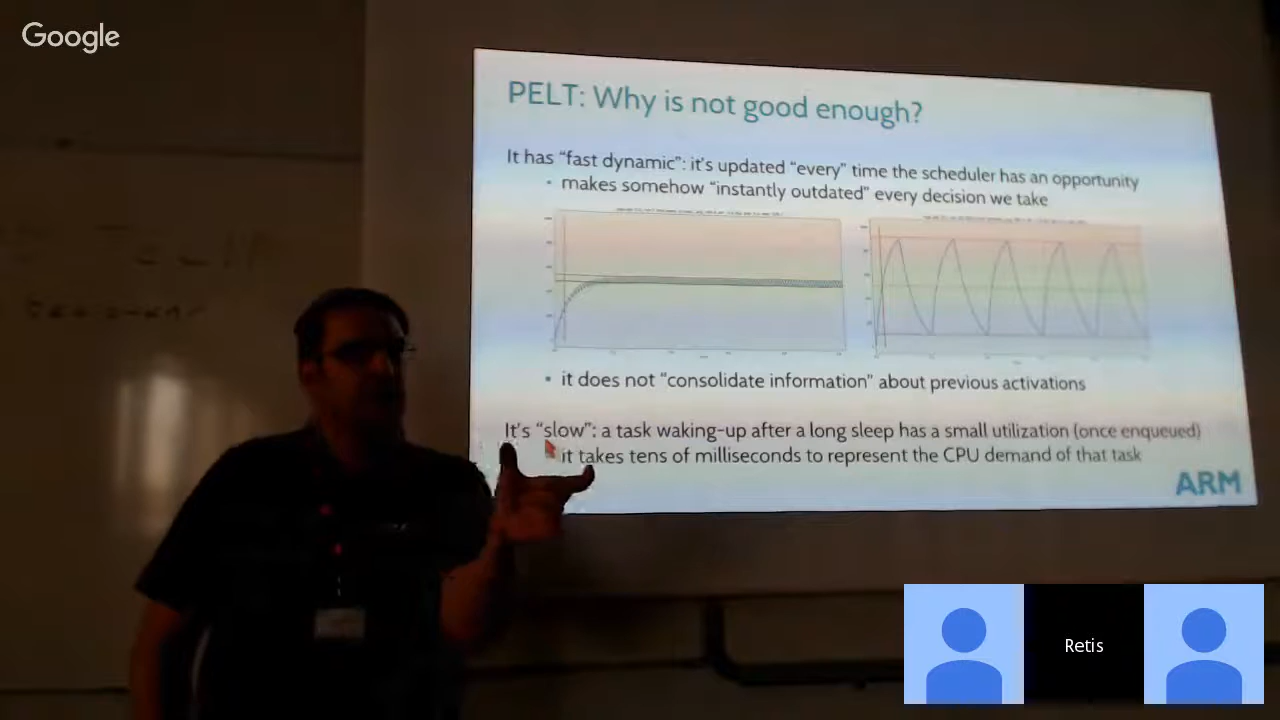 Google
PELT: Why is not good enough?
It has "fast dynamic": it's updated "every" time the scheduler has an opportunity
• makes somehow "instantly outdated" every decision we take
• it does not "consolidate information" about previous activations
It's "slow": a task waking-up after a long sleep has a small utilization (once enqueued)
it takes tens of milliseconds to represent the CPU demand of that task
ARM
Retis